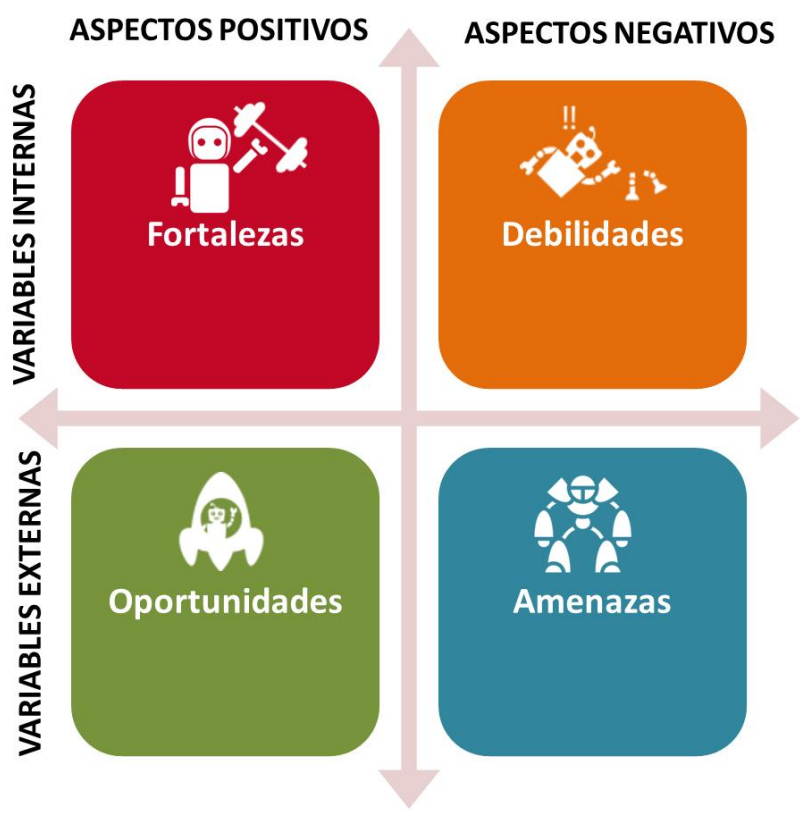 ASPECTOS POSITIVOS
ASPECTOS NEGATIVOS
VARIABLES INTERNAS
!!
Fortalezas
Debilidades
VARIABLES EXTERNAS
Oportunidades
Amenazas